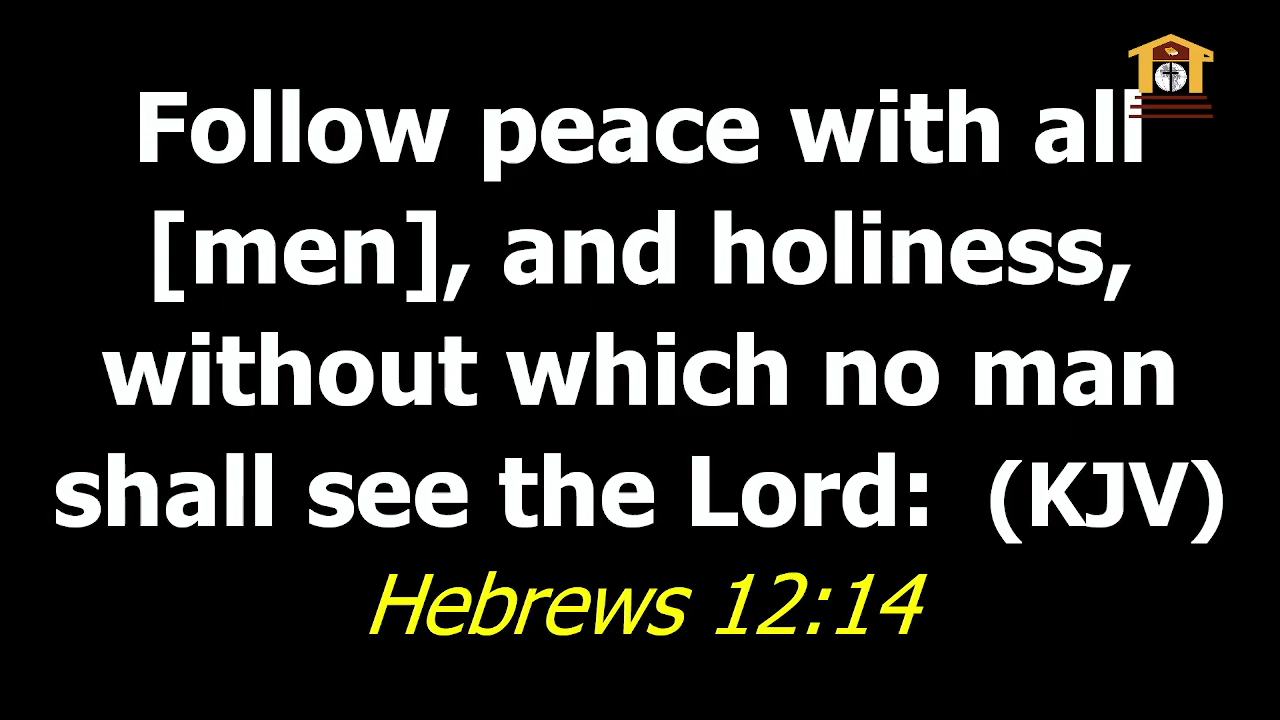 Follow peace with all
[men], and holiness,
without which no man
shall see the Lord: (KJV)
Hebrews 12:14